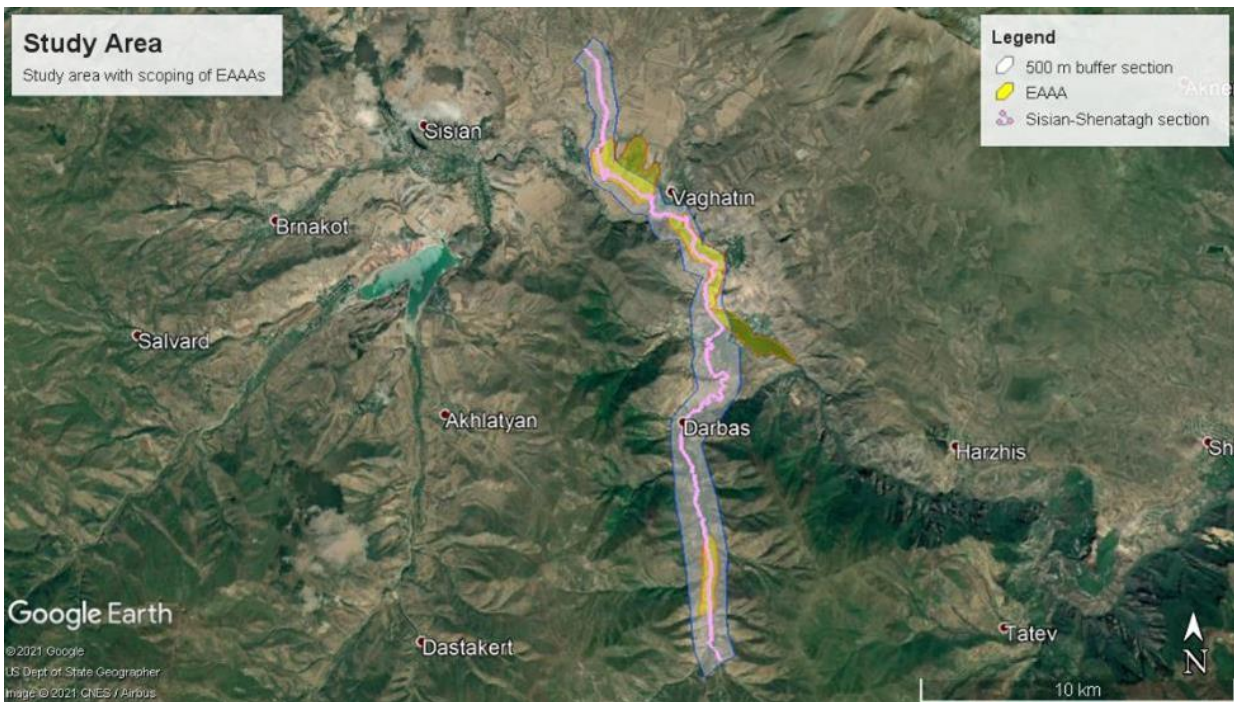 Study Area
Study area with scoping of EAAAs
Legend
500 m buffer section
EAAA
Sisian-Shenatagh section
Akne
Sisian
Vaghatin
Brnakot
Salvard
Akhlatyan
Darbas
Harzhis
Sh
Google Earth
Dastakert
Tatev
N
© 2021 Google
US Dept of State Geographer
Image © 2021 CNES / Airbus
10 km